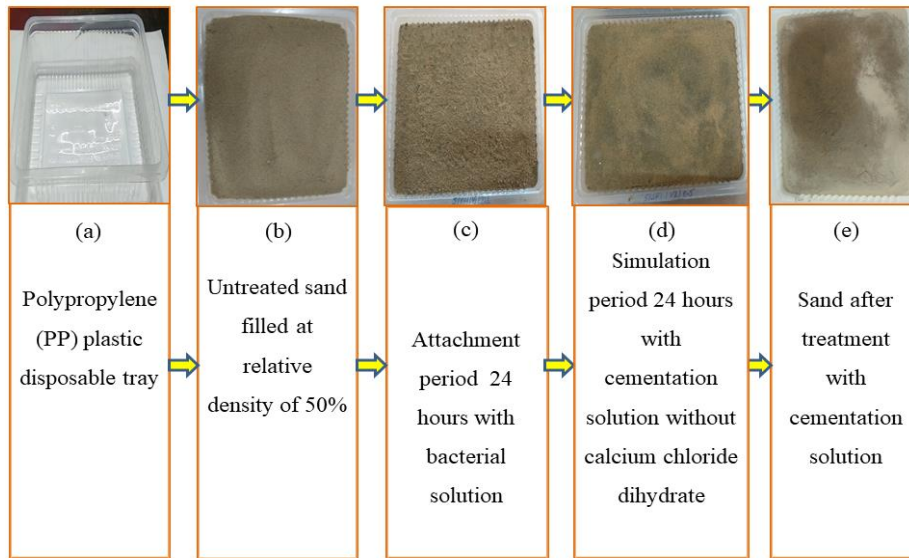 (a)
Polypropylene
(PP) plastic
disposable tray
(b)
Untreated sand
filled at
relative
density of 50%
(c)
Attachment
period 24
hours with
bacterial
solution
(d)
Simulation
period 24 hours
with
cementation
solution without
calcium chloride
dihydrate
(e)
Sand after
treatment
with
cementation
solution